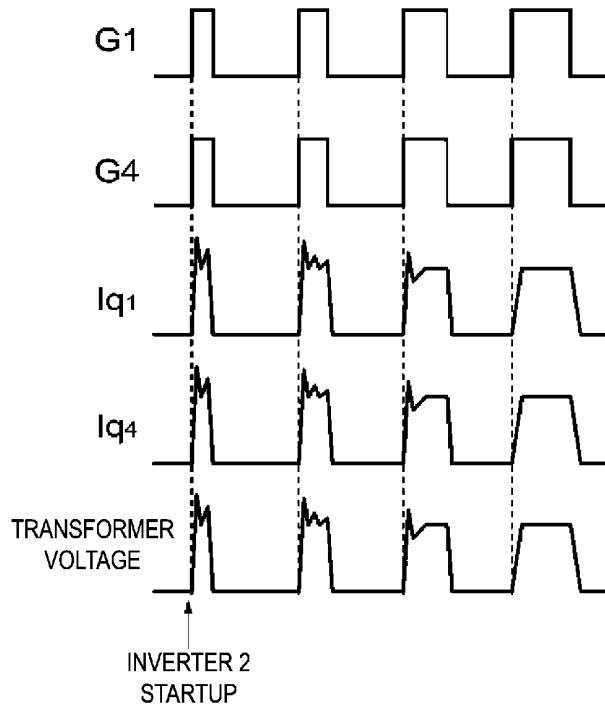 G1
G4
Iq1
Iq4
TRANSFORMER
VOLTAGE
INVERTER 2
STARTUP